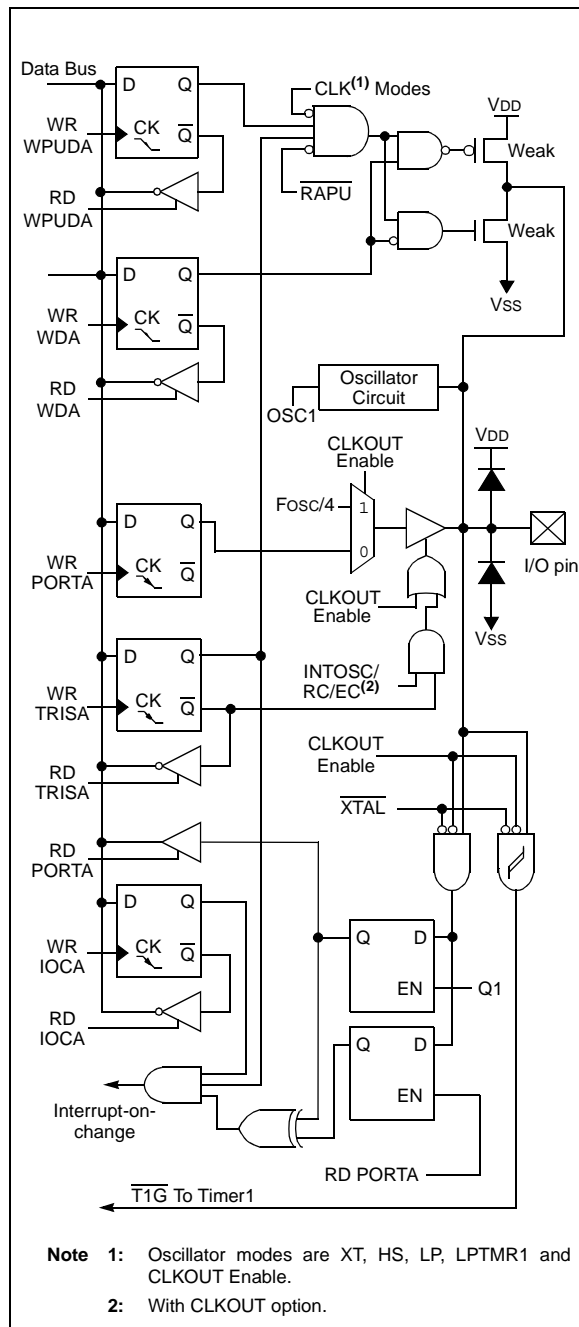 Data Bus
D Q
CLK(1) Modes
VDD
WR
WPUDA
CK Q
Weak
RD
WPUDA
RAPU
D Q
Weak
WR
WDA
CK Q
VSS
RD
WDA
Oscillator
Circuit
OSC1
CLKOUT
Enable
VDD
FOSC/4
1
0
D Q
WR
PORTA
CK Q
I/O pin
CLKOUT
Enable
VSS
D Q
INTOSC/
RC/EC(2)
WR
TRISA
CK Q
CLKOUT
Enable
RD
TRISA
XTAL
RD
PORTA
D Q
WR
IOCA
CK Q
Q D
EN
Q1
RD
IOCA
Q D
EN
Interrupt-on-
change
RD PORTA
T1G To Timer1
Note 1: Oscillator modes are XT, HS, LP, LPTMR1 and
CLKOUT Enable.
2: With CLKOUT option.